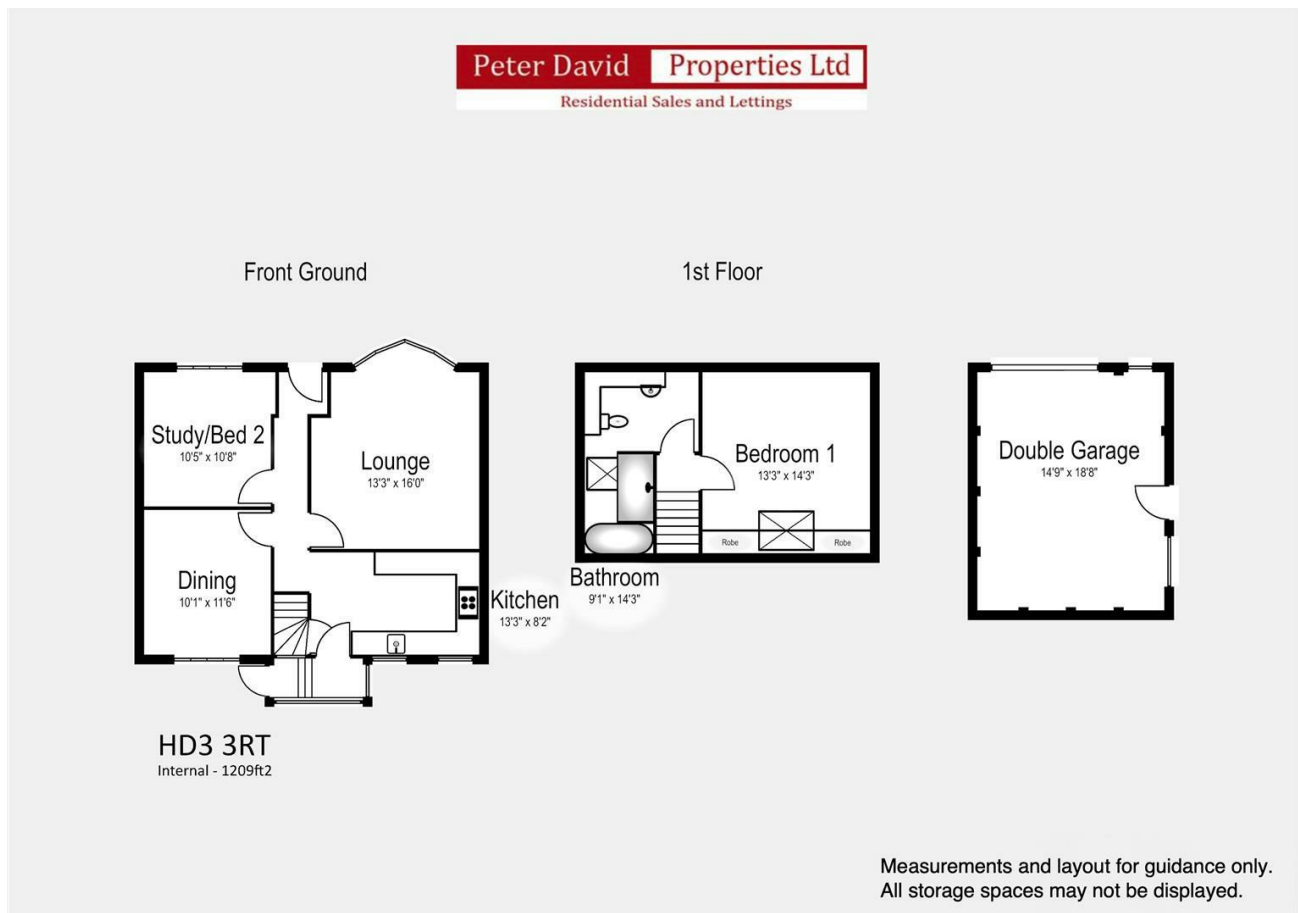 Peter David Properties Ltd
Residential Sales and Lettings
Front Ground
1st Floor
Study/Bed 2
10'5" x 10'8"
Lounge
13'3" x 16'0"
Dining
10'1" x 11'6"
Kitchen
13'3" x 8'2"
Bedroom 1
13'3" x 14'3"
Robe
Robe
Bathroom
9'1" x 14'3"
Double Garage
14'9" x 18'8"
HD3 3RT
Internal - 1209ft2
Measurements and layout for guidance only.
All storage spaces may not be displayed.